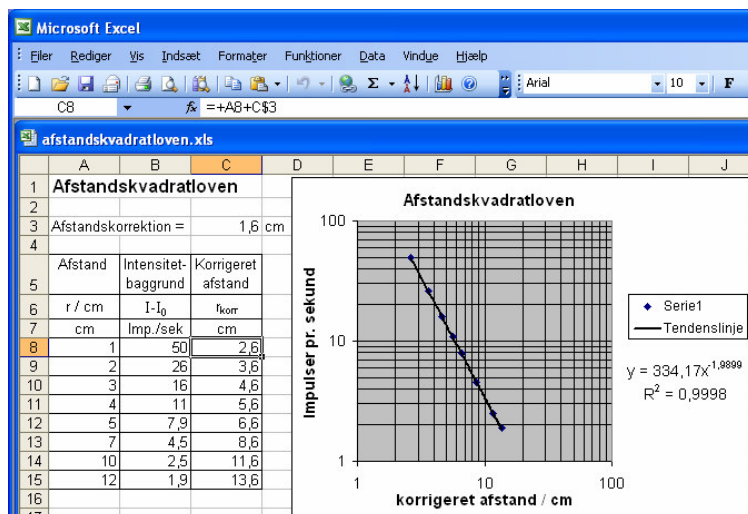 Microsoft Excel
Filer Rediger Vis Indsæt Formater Funktioner Data Vindue Hjælp
Σ Arial 10 F
C8 fx =+A8+C$3
afstandskvadratloven.xls
A B C D E F G H I J
1 Afstandskvadratloven
2
3 Afstandskorrektion = 1,6 cm
4
Afstand Intensitet- Korrigeret
5 baggrund afstand
6 r / cm I-I₀ rₖₒᵣᵣ
7 cm Imp./sek cm
8 1 50 2,6
9 2 26 3,6
10 3 16 4,6
11 4 11 5,6
12 5 7,9 6,6
13 7 4,5 8,6
14 10 2,5 11,6
15 12 1,9 13,6
16
17
Afstandskvadratloven
100
10
1
Impulser pr. sekund
1 10 100
korrigeret afstand / cm
Serie1
Tendenslinje
y = 334,17x^-1,9899
R² = 0,9998